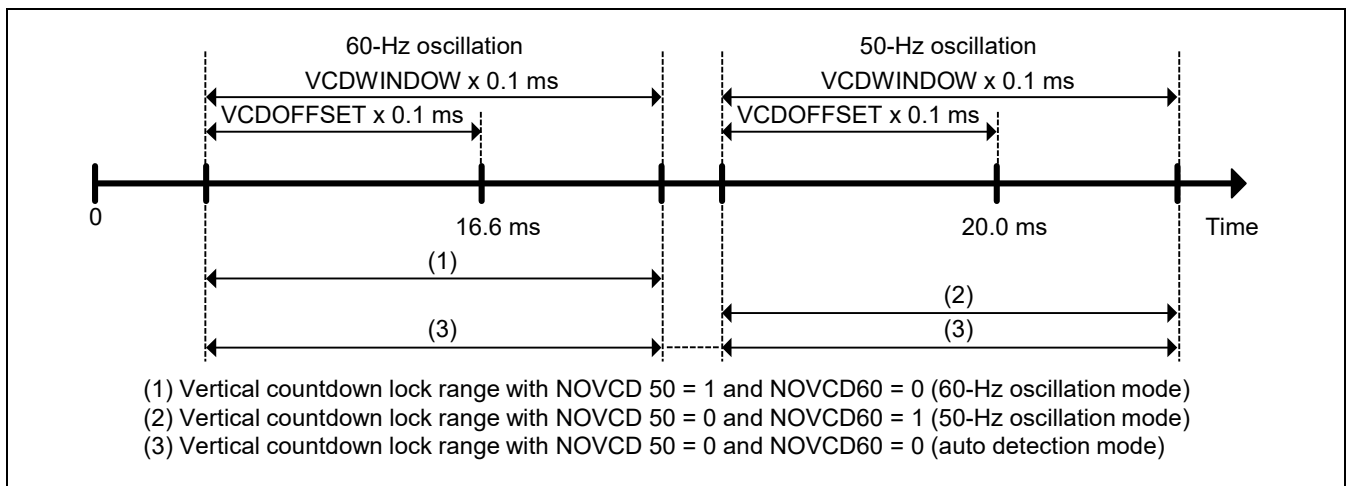 60-Hz oscillation
50-Hz oscillation
VCDWINDOW x 0.1 ms
VCDWINDOW x 0.1 ms
VCDOFFSET x 0.1 ms
VCDOFFSET x 0.1 ms
0
16.6 ms
20.0 ms
Time
(1)
(2)
(3)
(3)
(1) Vertical countdown lock range with NOVCD 50 = 1 and NOVCD60 = 0 (60-Hz oscillation mode)
(2) Vertical countdown lock range with NOVCD 50 = 0 and NOVCD60 = 1 (50-Hz oscillation mode)
(3) Vertical countdown lock range with NOVCD 50 = 0 and NOVCD60 = 0 (auto detection mode)